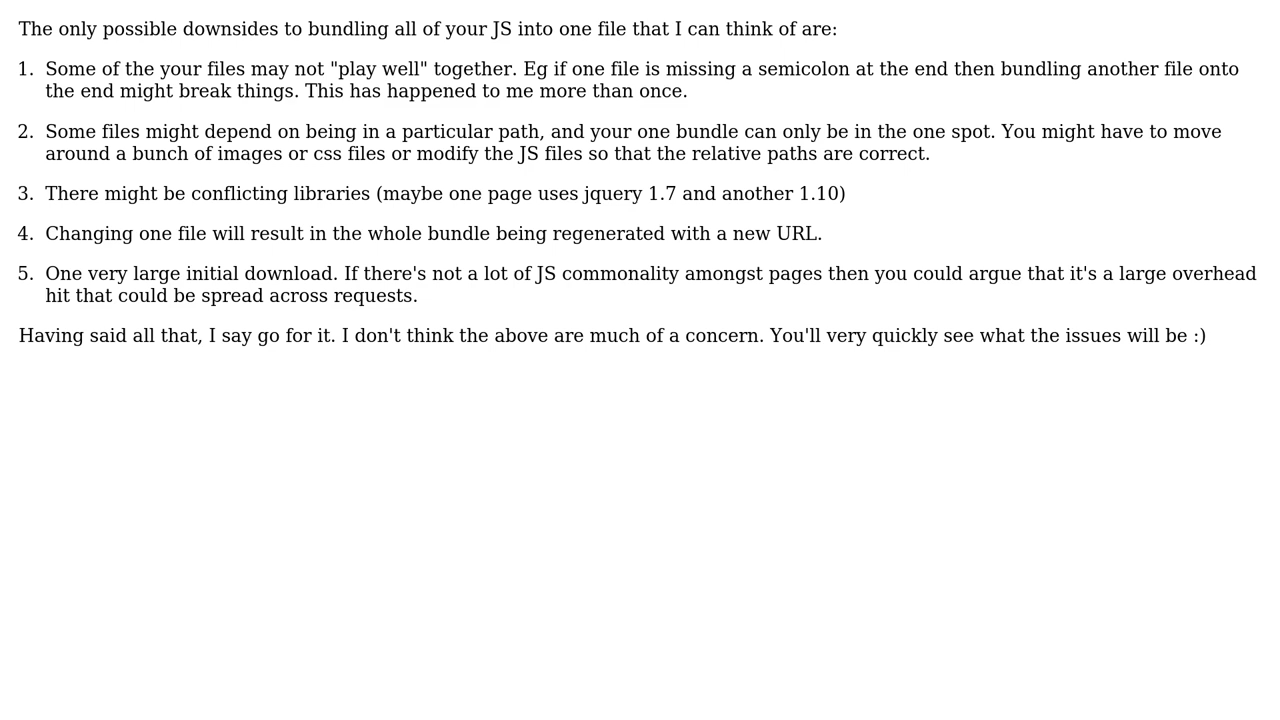 The only possible downsides to bundling all of your JS into one file that I can think of are:
1. Some of the your files may not "play well" together. Eg if one file is missing a semicolon at the end then bundling another file onto
the end might break things. This has happened to me more than once.
2. Some files might depend on being in a particular path, and your one bundle can only be in the one spot. You might have to move
around a bunch of images or css files or modify the JS files so that the relative paths are correct.
3. There might be conflicting libraries (maybe one page uses jquery 1.7 and another 1.10)
4. Changing one file will result in the whole bundle being regenerated with a new URL.
5. One very large initial download. If there's not a lot of JS commonality amongst pages then you could argue that it's a large overhead
hit that could be spread across requests.
Having said all that, I say go for it. I don't think the above are much of a concern. You'll very quickly see what the issues will be :)